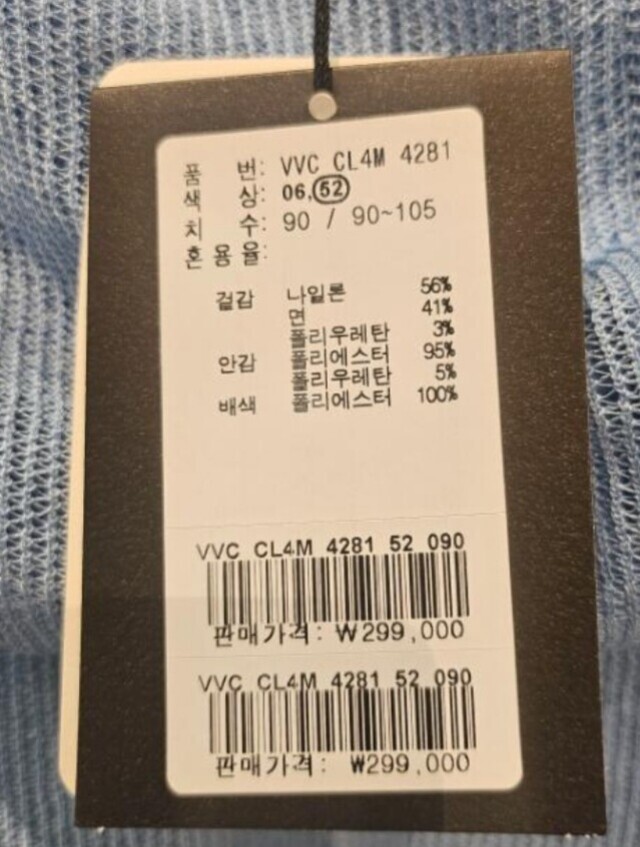 품 번: VVC CL4M 4281
색 상: 06,52
치 수: 90 / 90~105
혼 용 율:
겉감 나일론 56%
면 41%
폴리우레탄 3%
안감 폴리에스터 95%
폴리우레탄 5%
배색 폴리에스터 100%
VVC CL4M 4281 52 090
판매가격: ₩299,000
VVC CL4M 4281 52 090
판매가격: ₩299,000